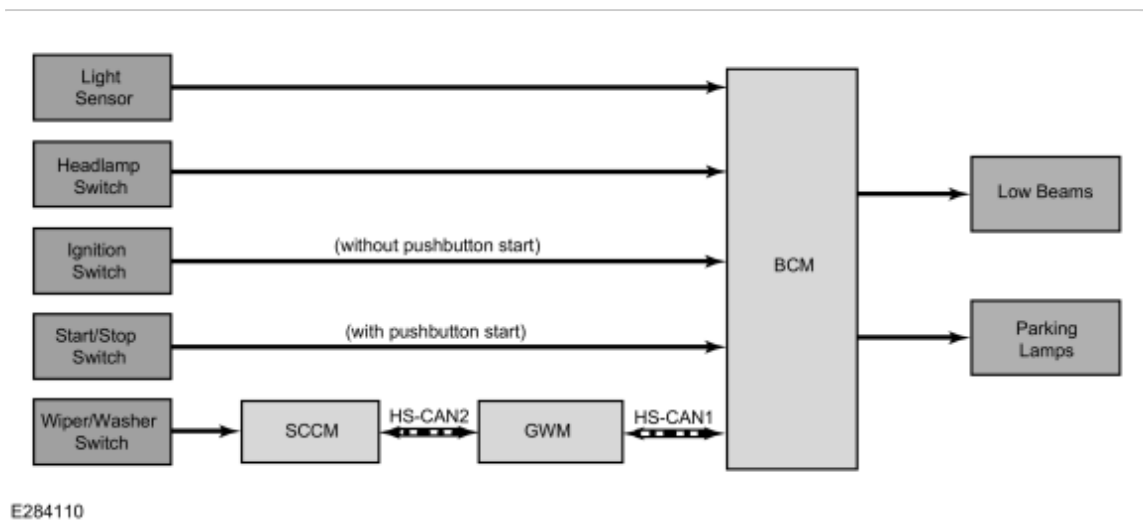 Light
Sensor
Headlamp
Switch
Ignition
Switch
(without pushbutton start)
Start/Stop
Switch
(with pushbutton start)
Wiper/Washer
Switch
SCCM
HS-CAN2
GWM
HS-CAN1
BCM
Low Beams
Parking
Lamps
E284110